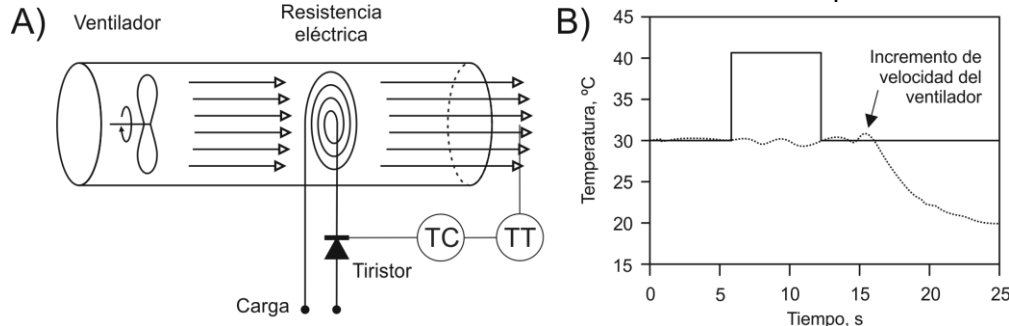 A)
Ventilador
Resistencia
eléctrica
TC
TT
Tiristor
Carga
B)
Temperatura, ºC
45
40
35
30
25
20
15
Incremento de
velocidad del
ventilador
0
5
10
15
20
25
Tiempo, s